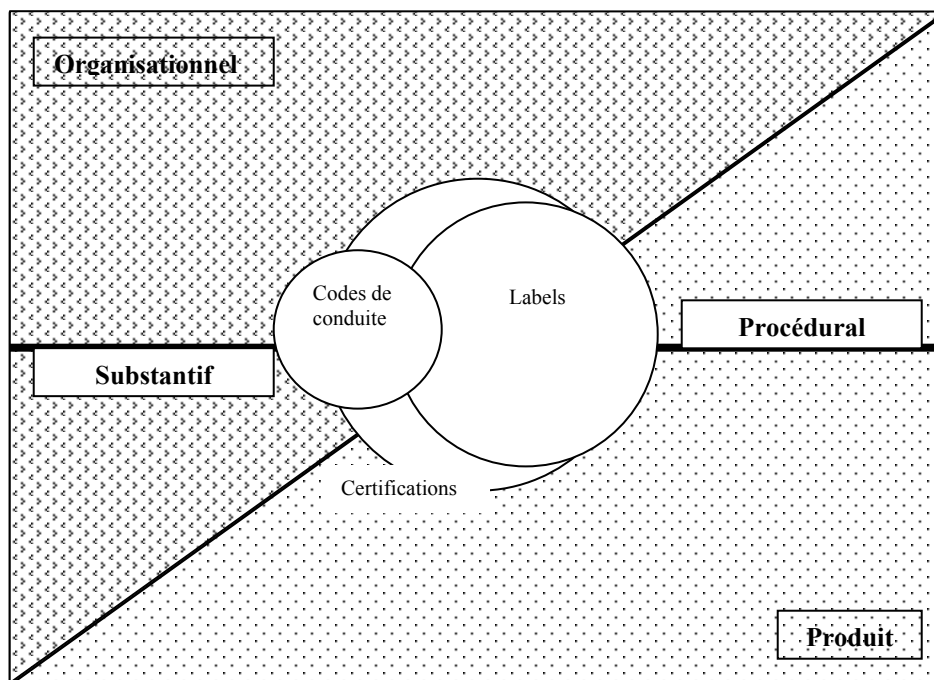 Organisationnel
Codes de
conduite
Labels
Procédural
Substantif
Certifications
Produit